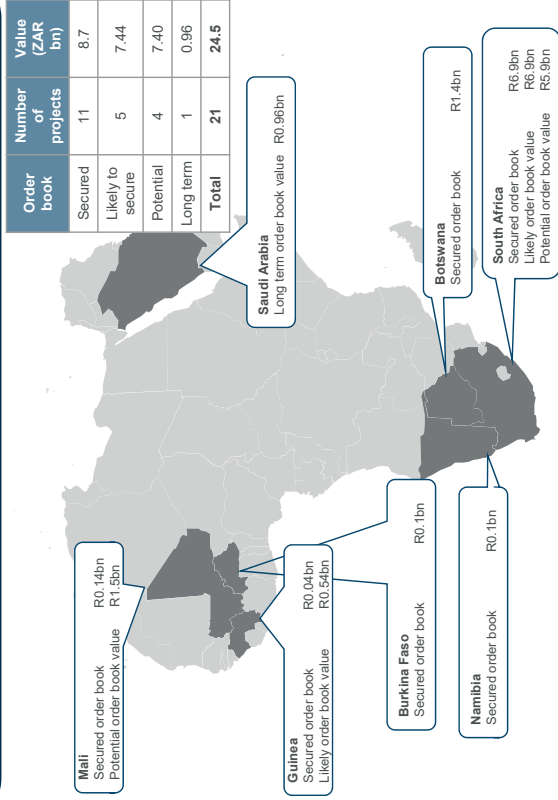 Order book Number of projects Value (ZAR bn)
Secured 11 8.7
Likely to secure 5 7.44
Potential 4 7.40
Long term 1 0.96
Total 21 24.5
Mali
Secured order book R0.14bn
Potential order book value R1.5bn
Saudi Arabia
Long term order book value R0.96bn
Guinea
Secured order book R0.04bn
Likely order book value R0.54bn
Burkina Faso
Secured order book R0.1bn
Namibia
Secured order book R0.1bn
Botswana
Secured order book R1.4bn
South Africa
Secured order book R6.9bn
Likely order book value R6.9bn
Potential order book value R5.9bn